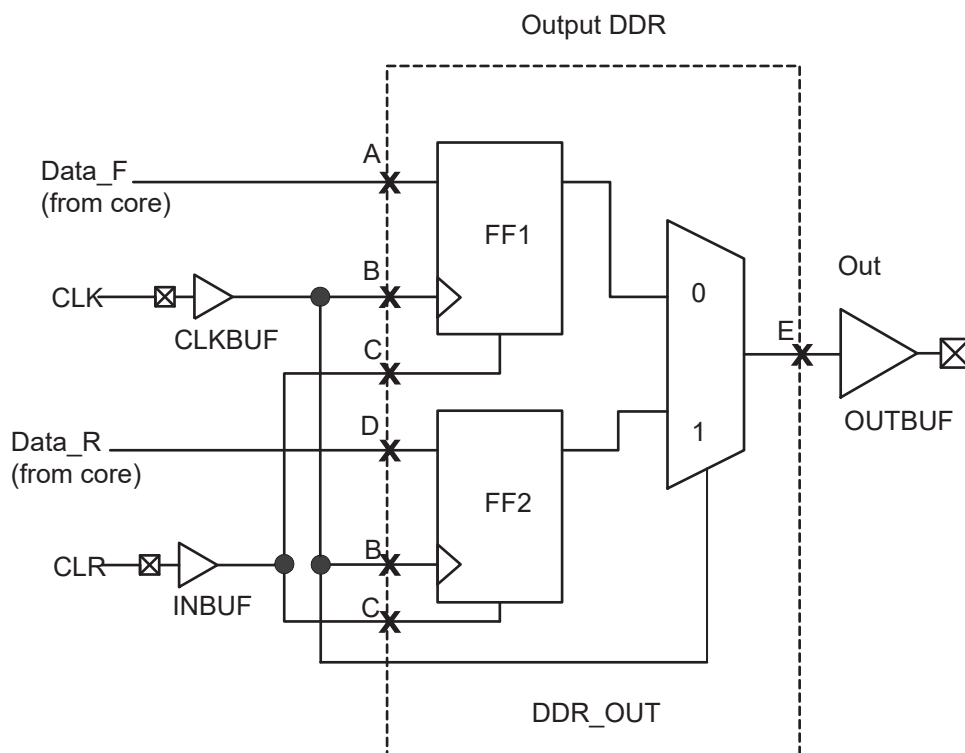 Output DDR
A
Data_F
(from core)
FF1
B
CLK
CLKBUF
C
0
Out
E
OUTBUF
D
Data_R
(from core)
1
FF2
B
CLR
INBUF
C
DDR_OUT